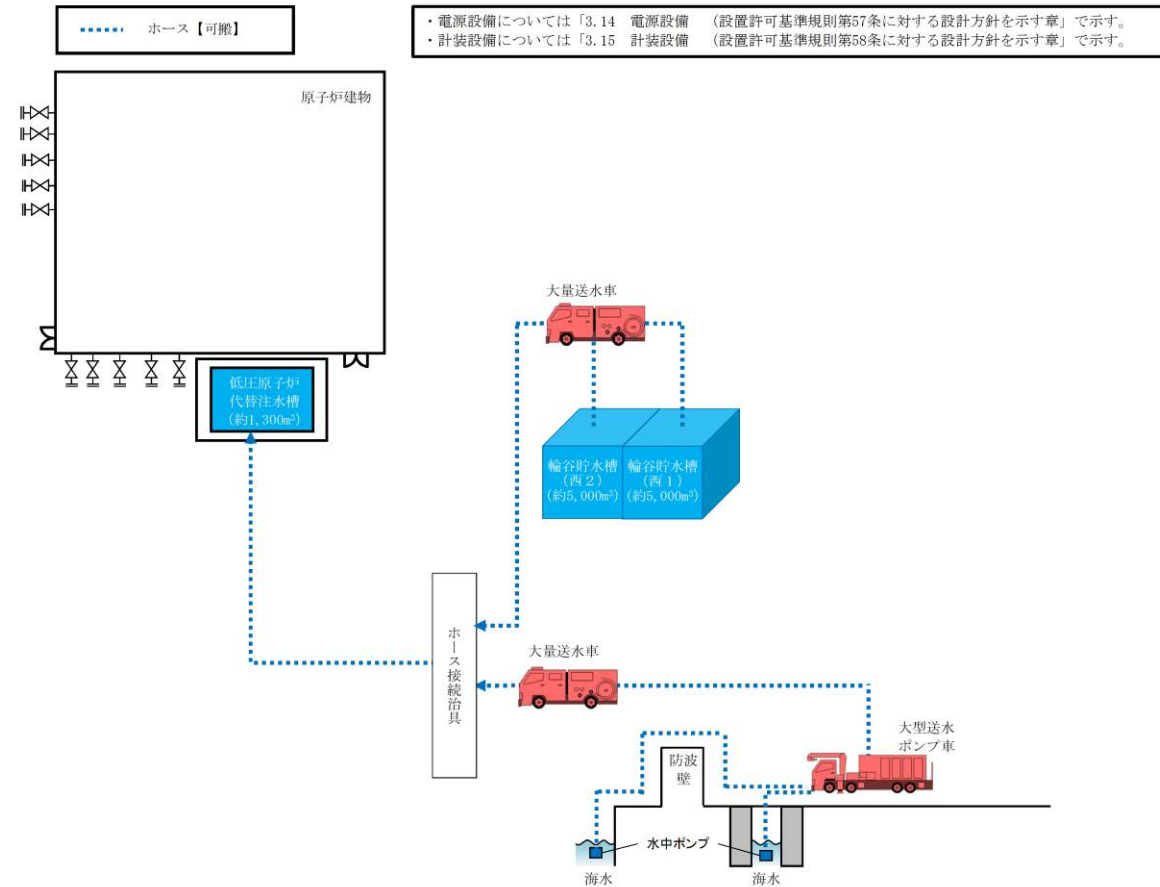 ホース【可搬】
・電源設備については「3.14　電源設備　（設置許可基準規則第57条に対する設計方針を示す章」で示す。
・計装設備については「3.15　計装設備　（設置許可基準規則第58条に対する設計方針を示す章」で示す。
原子炉建物
大量送水車
低圧原子炉
代替注水槽
(約1,300m³)
輪谷貯水槽
(西２)
(約5,000m³)
輪谷貯水槽
(西１)
(約5,000m³)
ホース接続治具
大量送水車
大型送水
ポンプ車
防波
壁
水中ポンプ
海水
海水